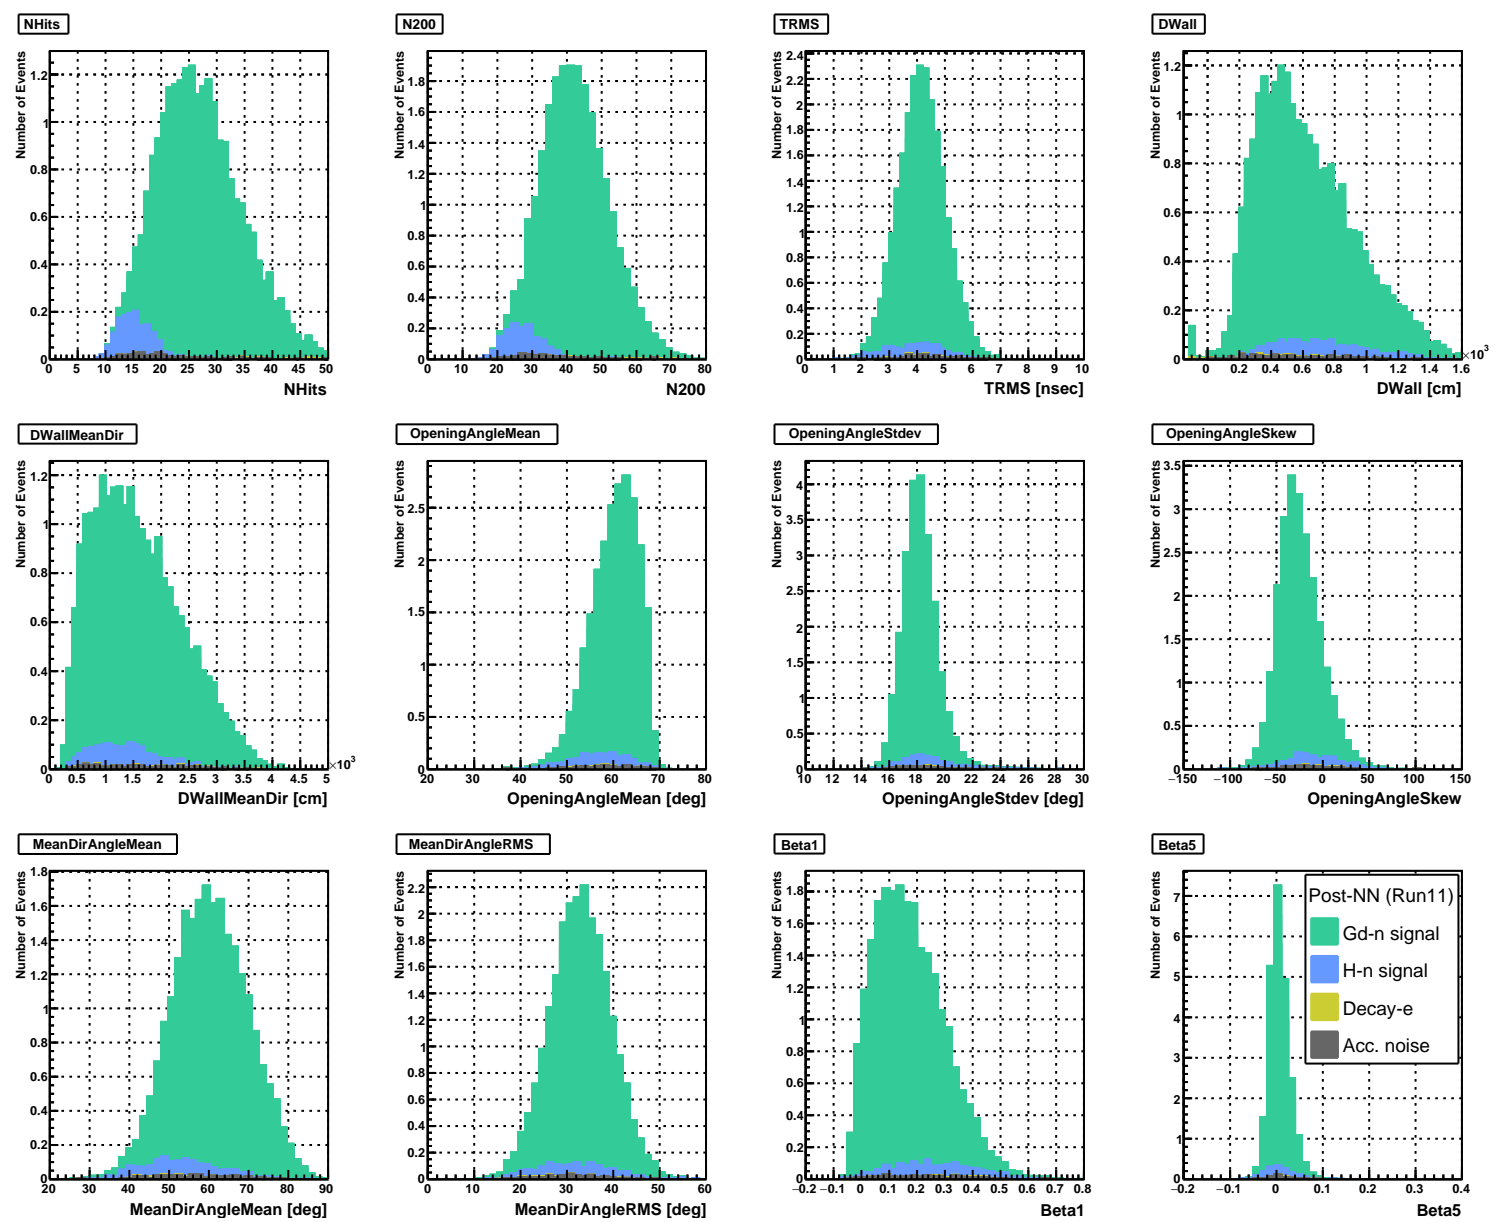 NHits
Number of Events
1.2
1
0.8
0.6
0.4
0.2
0
0 5 10 15 20 25 30 35 40 45 50
NHits
N200
Number of Events
1.8
1.6
1.4
1.2
1
0.8
0.6
0.4
0.2
0
0 10 20 30 40 50 60 70 80
N200
TRMS
Number of Events
2.4
2.2
2
1.8
1.6
1.4
1.2
1
0.8
0.6
0.4
0.2
0
0 1 2 3 4 5 6 7 8 9 10
TRMS [nsec]
DWall
Number of Events
1.2
1
0.8
0.6
0.4
0.2
0
0 0.2 0.4 0.6 0.8 1 1.2 1.4 1.6
×10³
DWall [cm]
DWallMeanDir
Number of Events
1.2
1
0.8
0.6
0.4
0.2
0
0 0.5 1 1.5 2 2.5 3 3.5 4 4.5 5
×10³
DWallMeanDir [cm]
OpeningAngleMean
Number of Events
2.5
2
1.5
1
0.5
0
20 30 40 50 60 70 80
OpeningAngleMean [deg]
OpeningAngleStdev
Number of Events
4
3.5
3
2.5
2
1.5
1
0.5
0
10 12 14 16 18 20 22 24 26 28 30
OpeningAngleStdev [deg]
OpeningAngleSkew
Number of Events
3.5
3
2.5
2
1.5
1
0.5
0
−150 −100 −50 0 50 100 150
OpeningAngleSkew
MeanDirAngleMean
Number of Events
1.8
1.6
1.4
1.2
1
0.8
0.6
0.4
0.2
0
20 30 40 50 60 70 80 90
MeanDirAngleMean [deg]
MeanDirAngleRMS
Number of Events
2.2
2
1.8
1.6
1.4
1.2
1
0.8
0.6
0.4
0.2
0
0 10 20 30 40 50 60
MeanDirAngleRMS [deg]
Beta1
Number of Events
1.8
1.6
1.4
1.2
1
0.8
0.6
0.4
0.2
0
−0.2 −0.1 0 0.1 0.2 0.3 0.4 0.5 0.6 0.7 0.8
Beta1
Beta5
Number of Events
7
6
5
4
3
2
1
0
−0.2 −0.1 0 0.1 0.2 0.3 0.4
Beta5
Post-NN (Run11)
Gd-n signal
H-n signal
Decay-e
Acc. noise